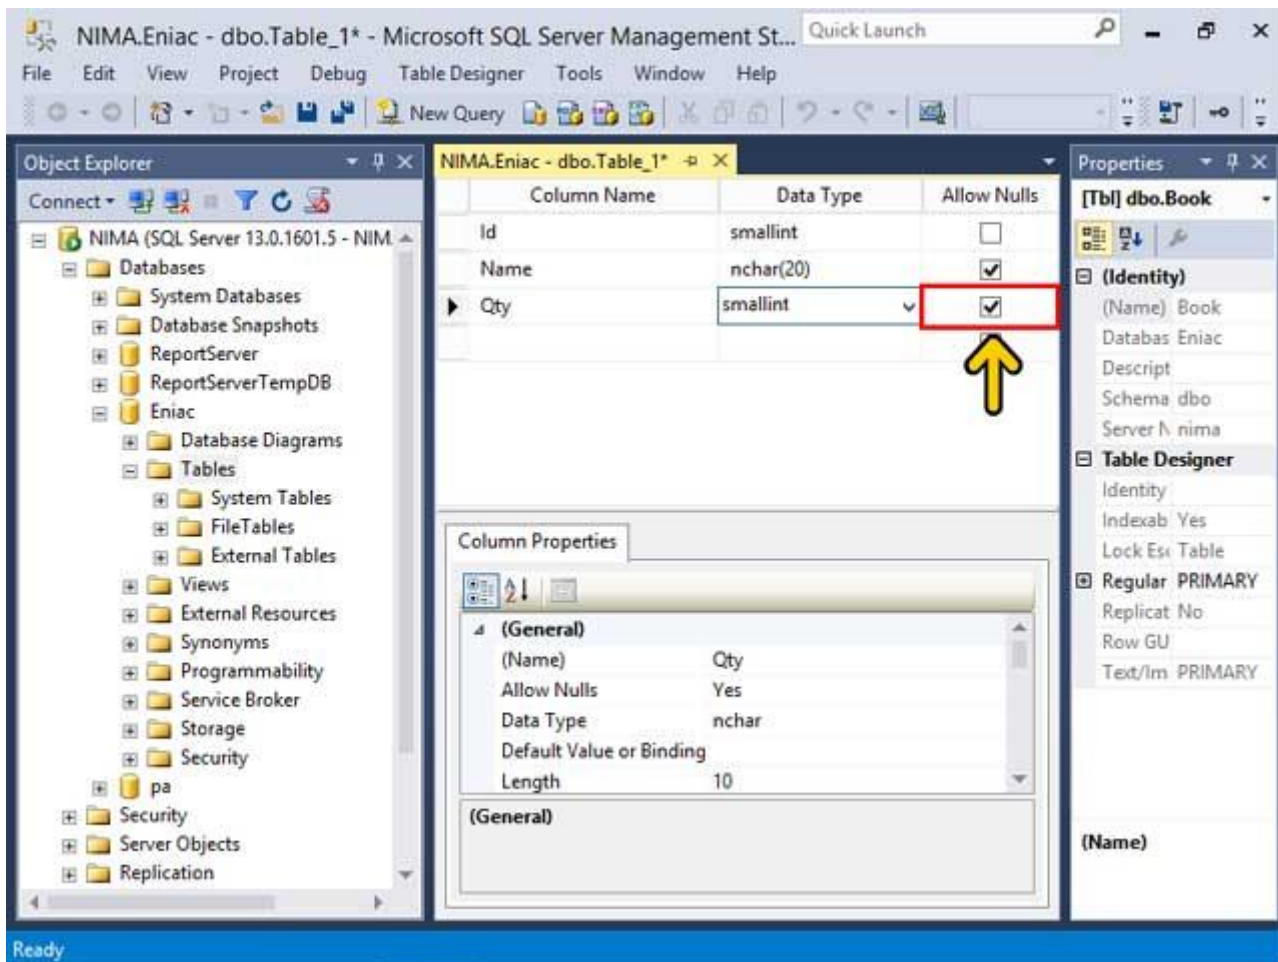 NIMA.Eniac - dbo.Table_1* - Microsoft SQL Server Management St...
Quick Launch
File Edit View Project Debug Table Designer Tools Window Help
New Query
Object Explorer
Connect
NIMA (SQL Server 13.0.1601.5 - NIM
Databases
System Databases
Database Snapshots
ReportServer
ReportServerTempDB
Eniac
Database Diagrams
Tables
System Tables
FileTables
External Tables
Views
External Resources
Synonyms
Programmability
Service Broker
Storage
Security
pa
Security
Server Objects
Replication
NIMA.Eniac - dbo.Table_1*
Column Name Data Type Allow Nulls
Id smallint
Name nchar(20)
Qty smallint
Column Properties
(General)
(Name) Qty
Allow Nulls Yes
Data Type nchar
Default Value or Binding
Length 10
(General)
Properties
[Tbl] dbo.Book
(Identity)
(Name) Book
Databas Eniac
Descript
Schema dbo
Server N nima
Table Designer
Identity
Indexab Yes
Lock Esc Table
Regular PRIMARY
Replicat No
Row GU
Text/Im PRIMARY
(Name)
Ready